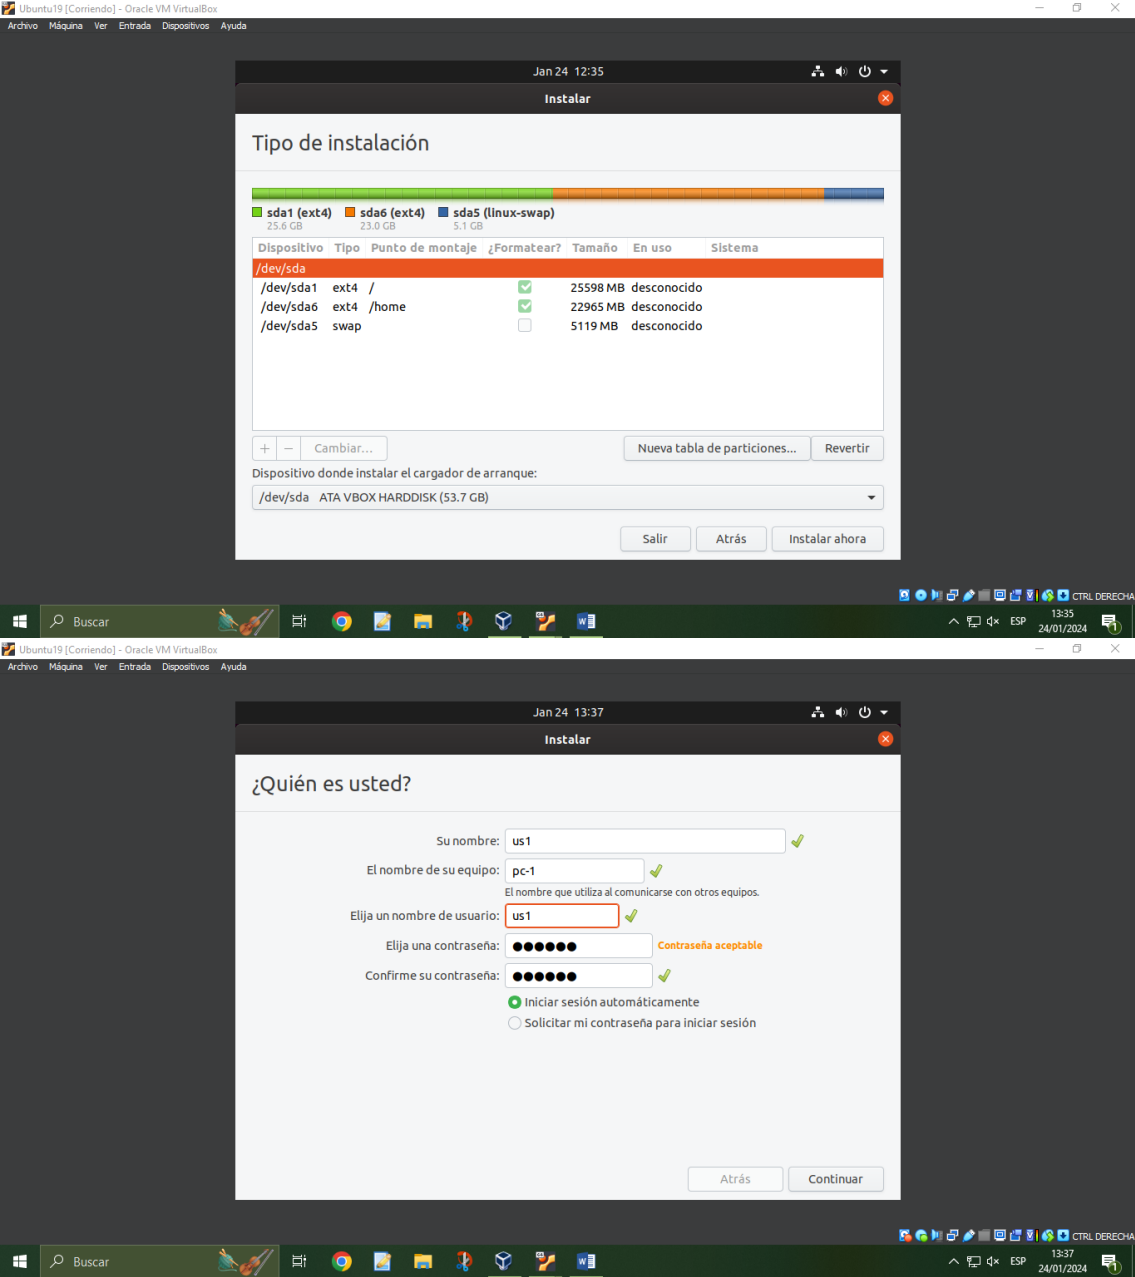 Ubuntu19 [Corriendo] - Oracle VM VirtualBox
Archivo Máquina Ver Entrada Dispositivos Ayuda
Jan 24 12:35
Instalar
Tipo de instalación
sda1 (ext4) sda6 (ext4) sda5 (linux-swap)
25.6 GB 23.0 GB 5.1 GB
Dispositivo Tipo Punto de montaje ¿Formatear? Tamaño En uso Sistema
/dev/sda
/dev/sda1 ext4 / 25598 MB desconocido
/dev/sda6 ext4 /home 22965 MB desconocido
/dev/sda5 swap 5119 MB desconocido
+ − Cambiar... Nueva tabla de particiones... Revertir
Dispositivo donde instalar el cargador de arranque:
/dev/sda ATA VBOX HARDDISK (53.7 GB)
Salir Atrás Instalar ahora
CTRL DERECHA
Buscar ESP 13:35
24/01/2024 1
Ubuntu19 [Corriendo] - Oracle VM VirtualBox
Archivo Máquina Ver Entrada Dispositivos Ayuda
Jan 24 13:37
Instalar
¿Quién es usted?
Su nombre: us1
El nombre de su equipo: pc-1
El nombre que utiliza al comunicarse con otros equipos.
Elija un nombre de usuario: us1
Elija una contraseña: ●●●●●● Contraseña aceptable
Confirme su contraseña: ●●●●●●
Iniciar sesión automáticamente
Solicitar mi contraseña para iniciar sesión
Atrás Continuar
CTRL DERECHA
Buscar ESP 13:37
24/01/2024 1